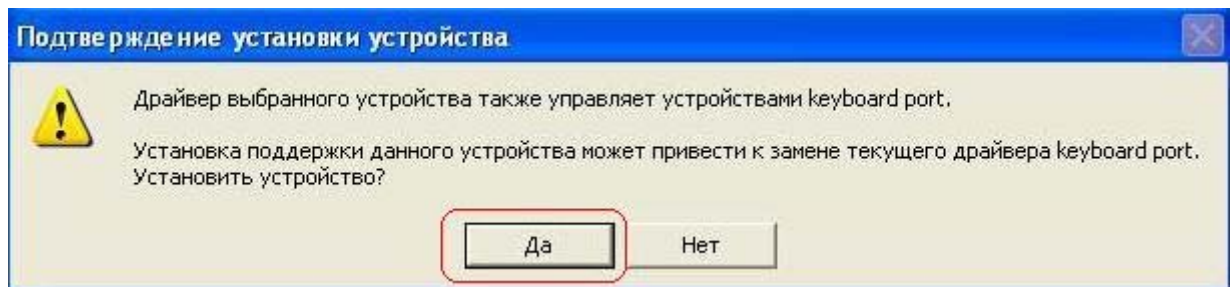 Подтверждение установки устройства
Драйвер выбранного устройства также управляет устройствами keyboard port.
Установка поддержки данного устройства может привести к замене текущего драйвера keyboard port.
Установить устройство?
Да
Нет